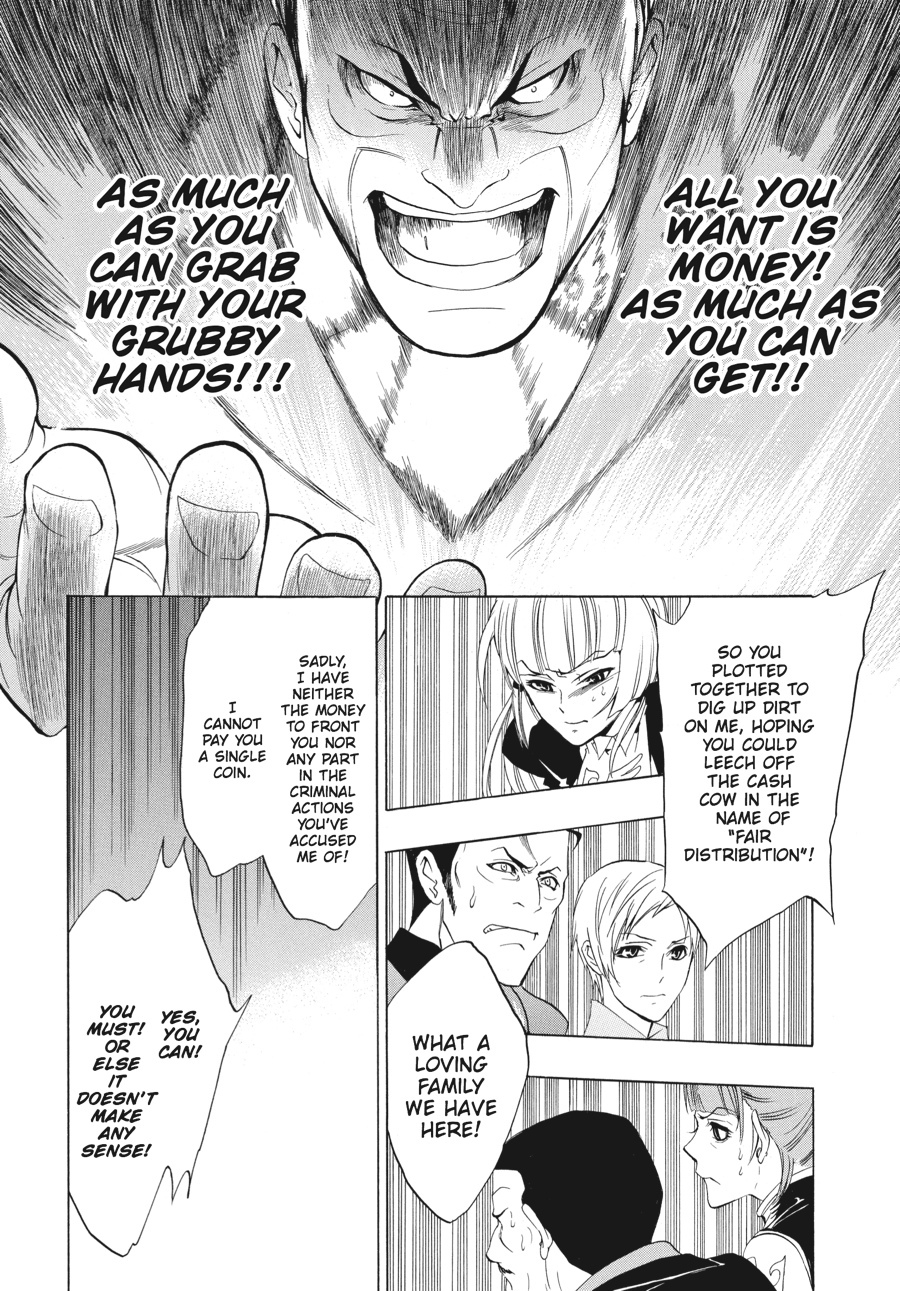 ALL YOU
WANT IS
MONEY!
AS MUCH AS
YOU CAN
GET!!
AS MUCH
AS YOU
CAN GRAB
WITH YOUR
GRUBBY
HANDS!!!
SO YOU
PLOTTED
TOGETHER TO
DIG UP DIRT
ON ME, HOPING
YOU COULD
LEECH OFF
THE CASH
COW IN THE
NAME OF
"FAIR
DISTRIBUTION"!
WHAT A
LOVING
FAMILY
WE HAVE
HERE!
SADLY,
I HAVE
NEITHER
THE MONEY
TO FRONT
YOU NOR
ANY PART
IN THE
CRIMINAL
ACTIONS
YOU'VE
ACCUSED
ME OF!
I
CANNOT
PAY YOU
A SINGLE
COIN.
YES,
YOU
CAN!
YOU
MUST!
OR
ELSE
IT
DOESN'T
MAKE
ANY
SENSE!